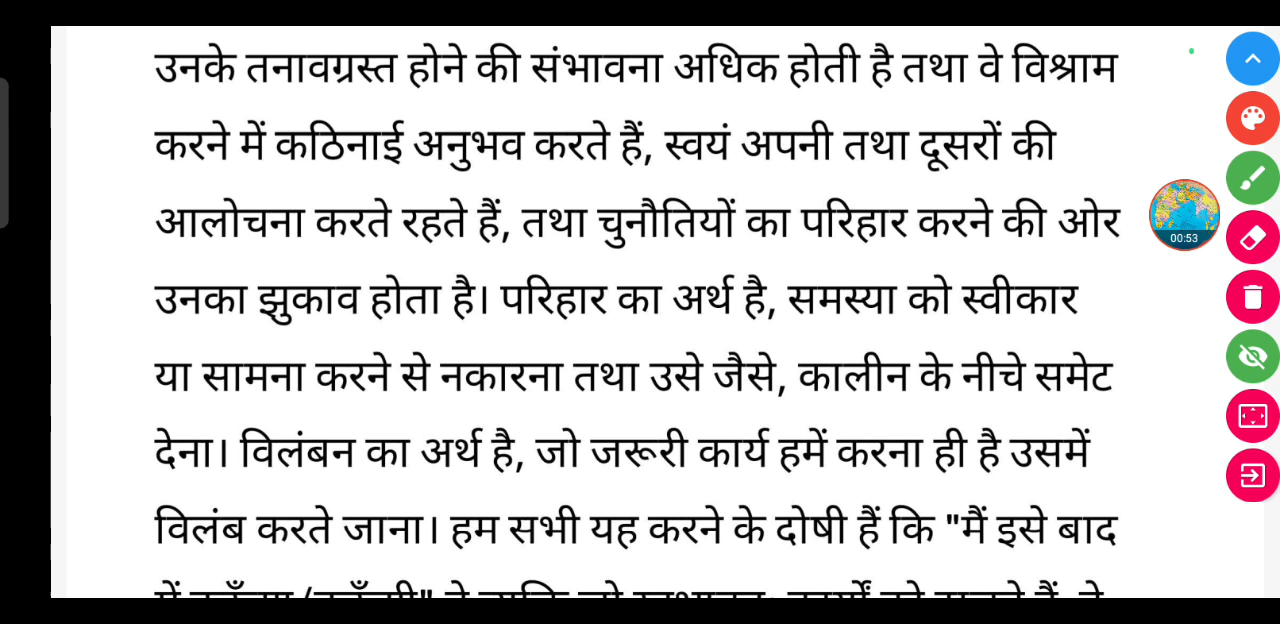 उनके तनावग्रस्त होने की संभावना अधिक होती है तथा वे विश्राम
करने में कठिनाई अनुभव करते हैं, स्वयं अपनी तथा दूसरों की
आलोचना करते रहते हैं, तथा चुनौतियों का परिहार करने की ओर
उनका झुकाव होता है। परिहार का अर्थ है, समस्या को स्वीकार
या सामना करने से नकारना तथा उसे जैसे, कालीन के नीचे समेट
देना। विलंबन का अर्थ है, जो जरूरी कार्य हमें करना ही है उसमें
विलंब करते जाना। हम सभी यह करने के दोषी हैं कि "मैं इसे बाद
00:53